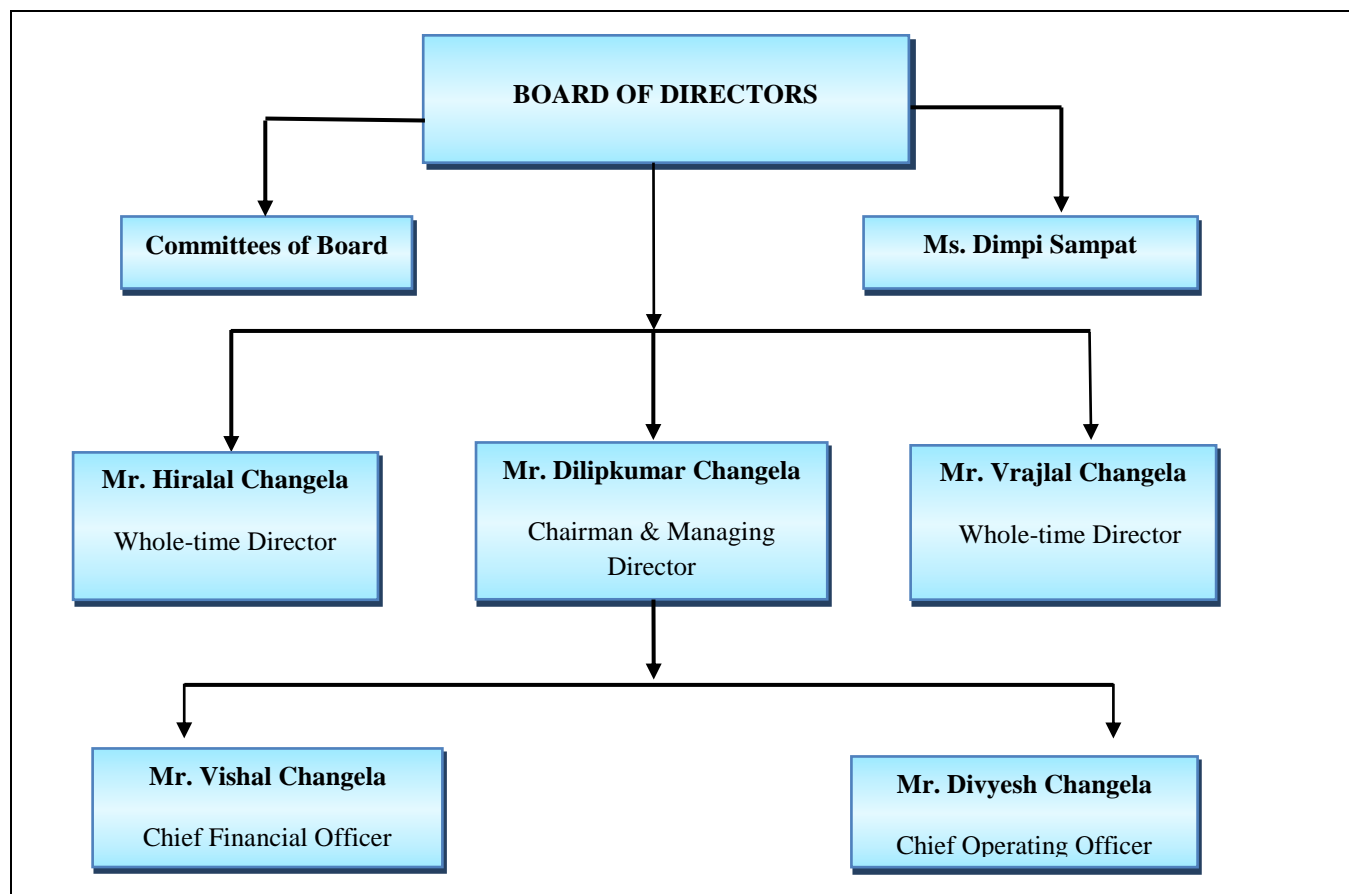 BOARD OF DIRECTORS
Committees of Board
Ms. Dimpi Sampat
Mr. Hiralal Changela
Whole-time Director
Mr. Dilipkumar Changela
Chairman & Managing
Director
Mr. Vrajlal Changela
Whole-time Director
Mr. Vishal Changela
Chief Financial Officer
Mr. Divyesh Changela
Chief Operating Officer